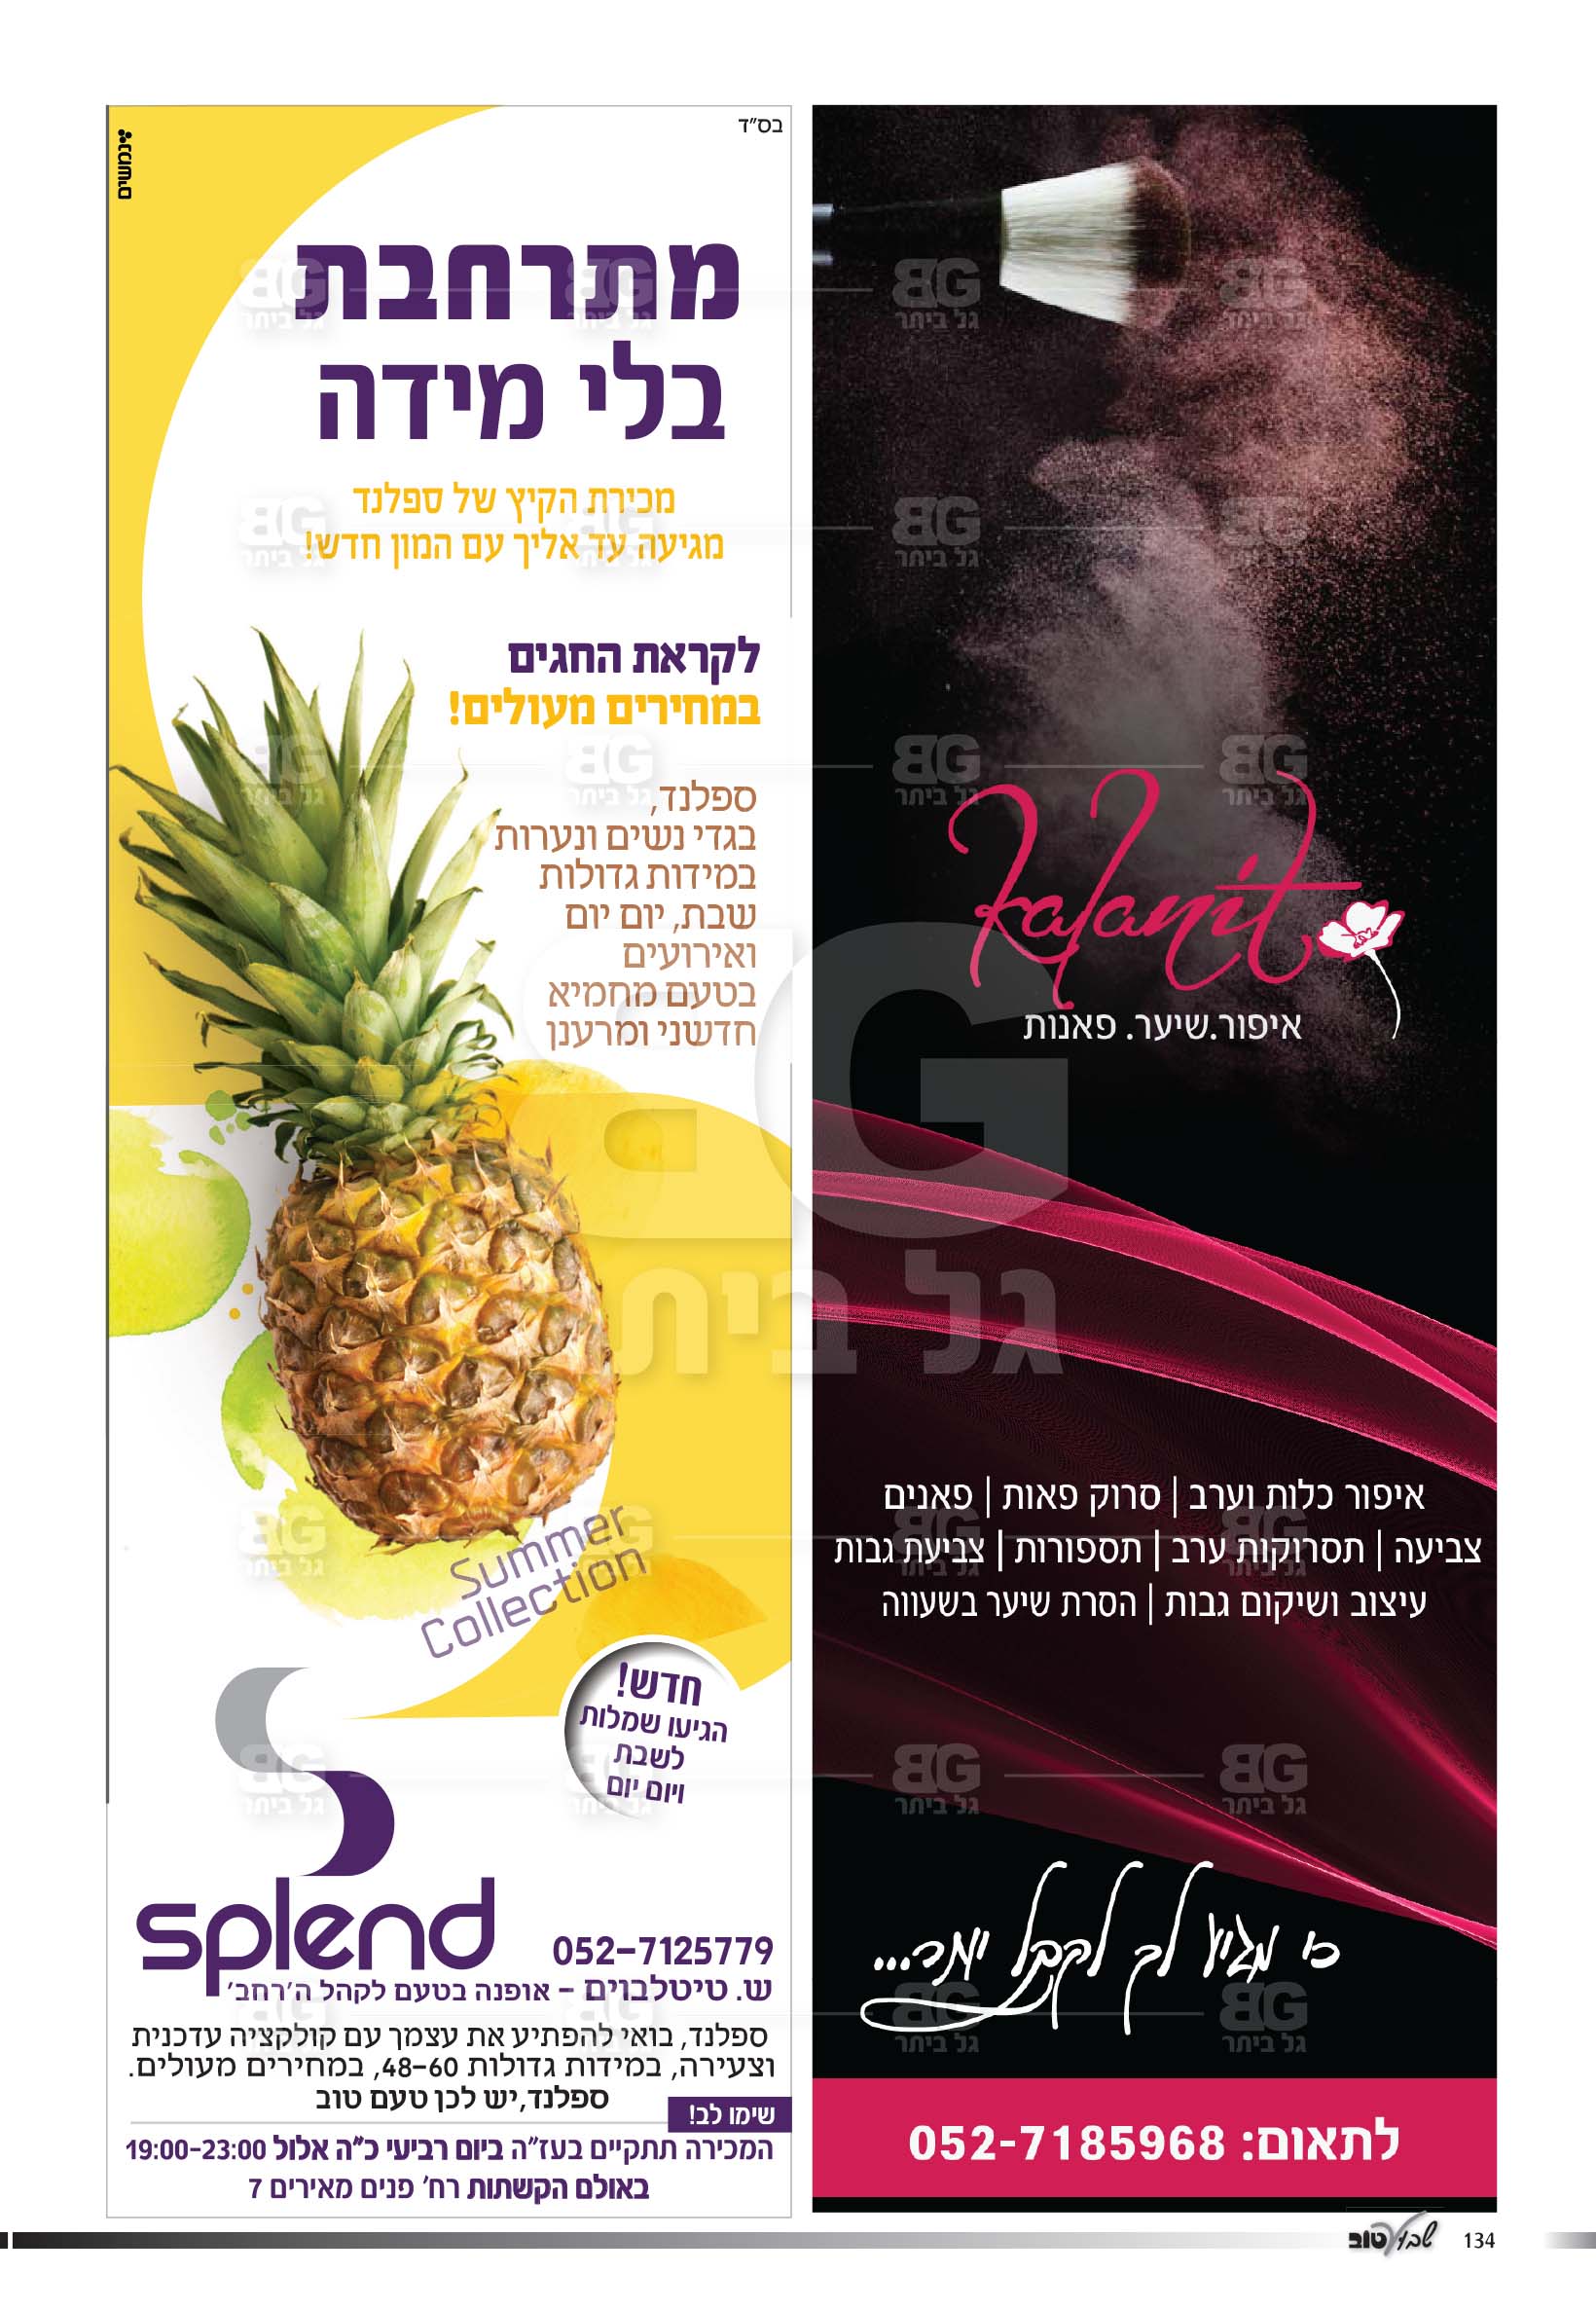 kalanit
איפור.שיער. פאנות
איפור כלות וערב | סרוק פאות | פאנים
צביעה | תסרוקות ערב | תספורות | צביעת גבות
עיצוב ושיקום גבות | הסרת שיער בשעווה
כי מגיע לך לקבל יותר...
לתאום: 052-7185968
בס"ד
נמשים
מתרחבת
בלי מידה
מכירת הקיץ של ספלנד
מגיעה עד אליך עם המון חדש!
לקראת החגים
במחירים מעולים!
ספלנד,
בגדי נשים ונערות
במידות גדולות
שבת, יום יום
ואירועים
בטעם מחמיא
חדשני ומרענן
Summer
Collection
חדש!
הגיעו שמלות
לשבת
ויום יום
splend
052-7125779
ש. טיטלבוים - אופנה בטעם לקהל ה'רחב'
ספלנד, בואי להפתיע את עצמך עם קולקציה עדכנית
וצעירה, במידות גדולות 48-60, במחירים מעולים.
ספלנד,יש לכן טעם טוב
שימו לב!
המכירה תתקיים בעז"ה ביום רביעי כ"ה אלול 19:00-23:00
באולם הקשתות רח' פנים מאירים 7
BG
גל ביתר
134 שבוע טוב